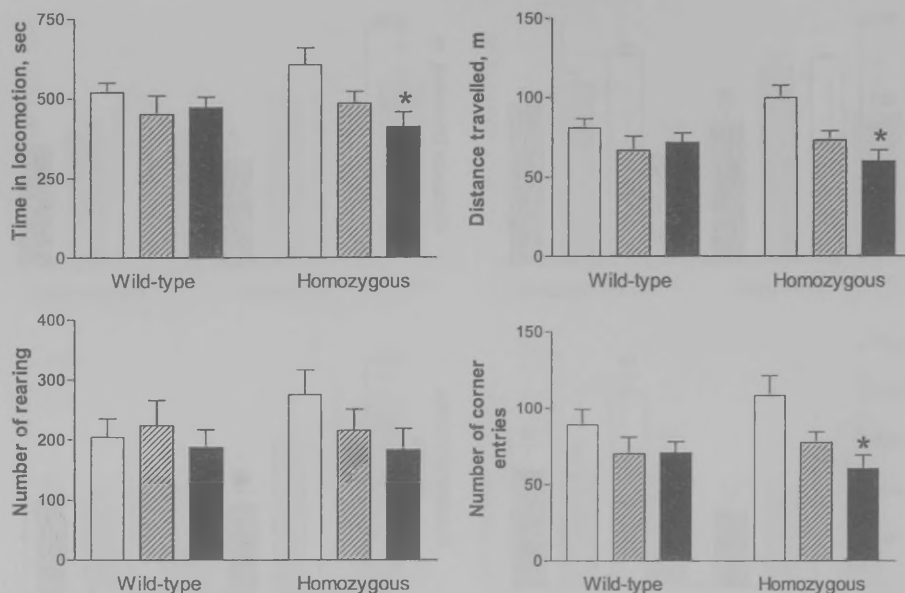 Time in locomotion, sec
750
500
250
0
*
Wild-type
Homozygous
Distance travelled, m
150
100
50
0
*
Wild-type
Homozygous
Number of rearing
400
300
200
100
0
Wild-type
Homozygous
Number of corner
entries
150
100
50
0
*
Wild-type
Homozygous